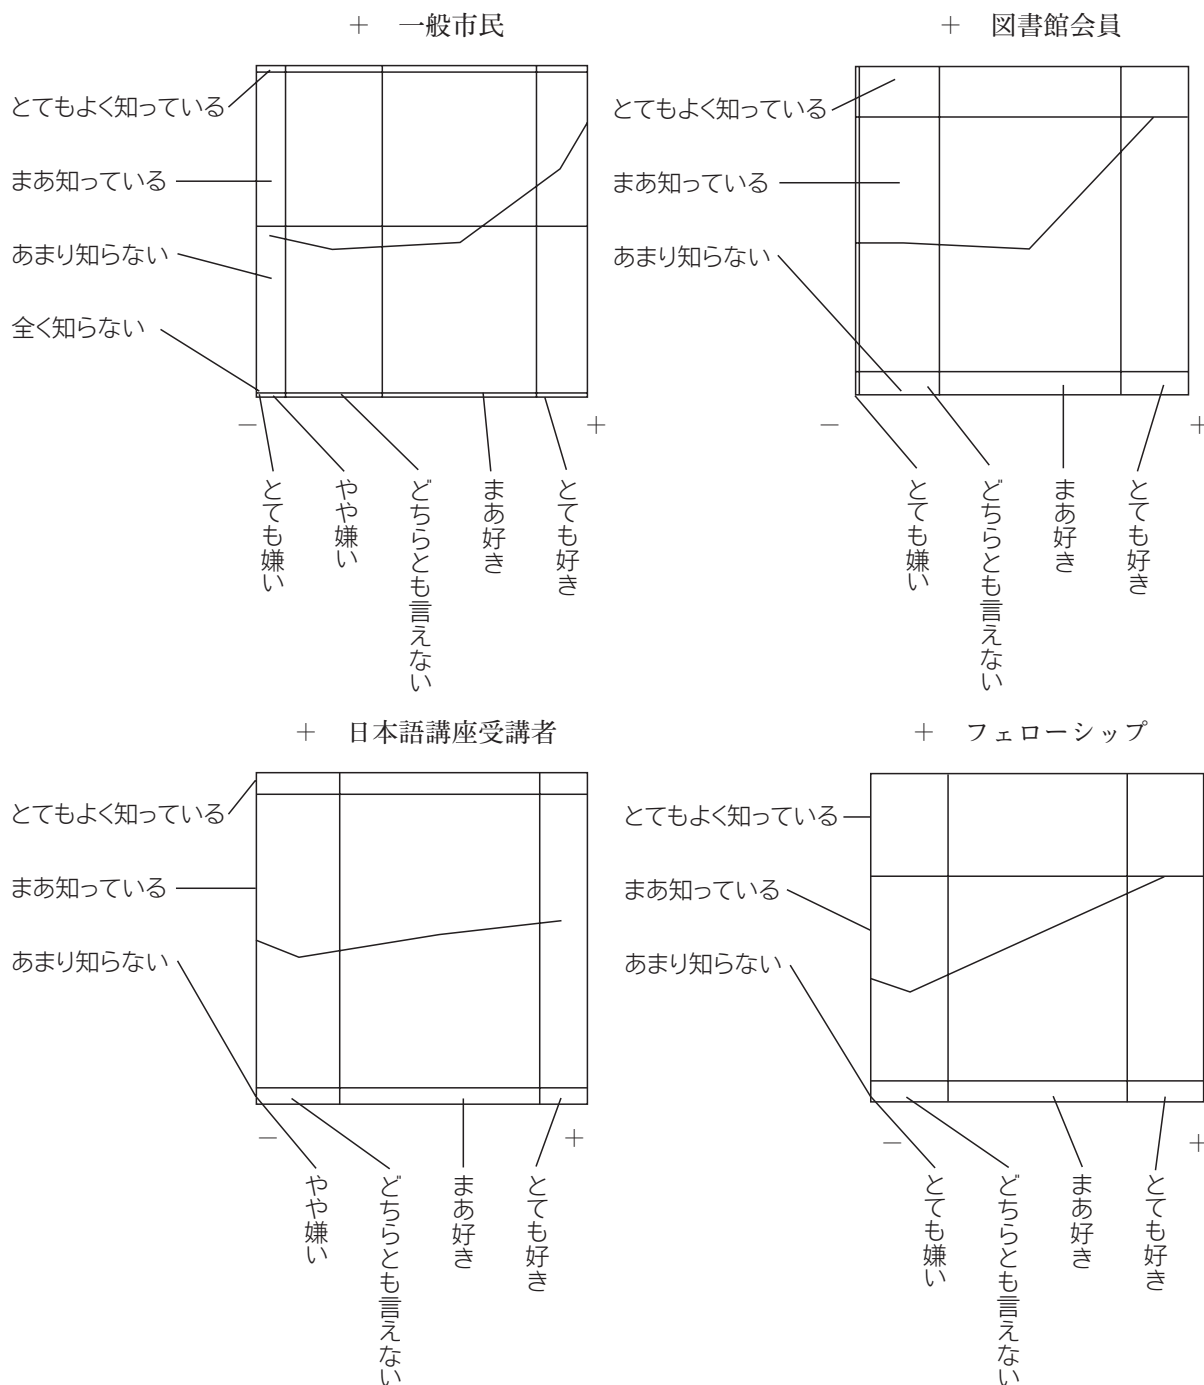 + 一般市民
とてもよく知っている
まあ知っている
あまり知らない
全く知らない
− +
とても嫌い
やや嫌い
どちらとも言えない
まあ好き
とても好き
+ 図書館会員
とてもよく知っている
まあ知っている
あまり知らない
− +
とても嫌い
どちらとも言えない
まあ好き
とても好き
+ 日本語講座受講者
とてもよく知っている
まあ知っている
あまり知らない
− +
やや嫌い
どちらとも言えない
まあ好き
とても好き
+ フェローシップ
とてもよく知っている
まあ知っている
あまり知らない
− +
とても嫌い
どちらとも言えない
まあ好き
とても好き